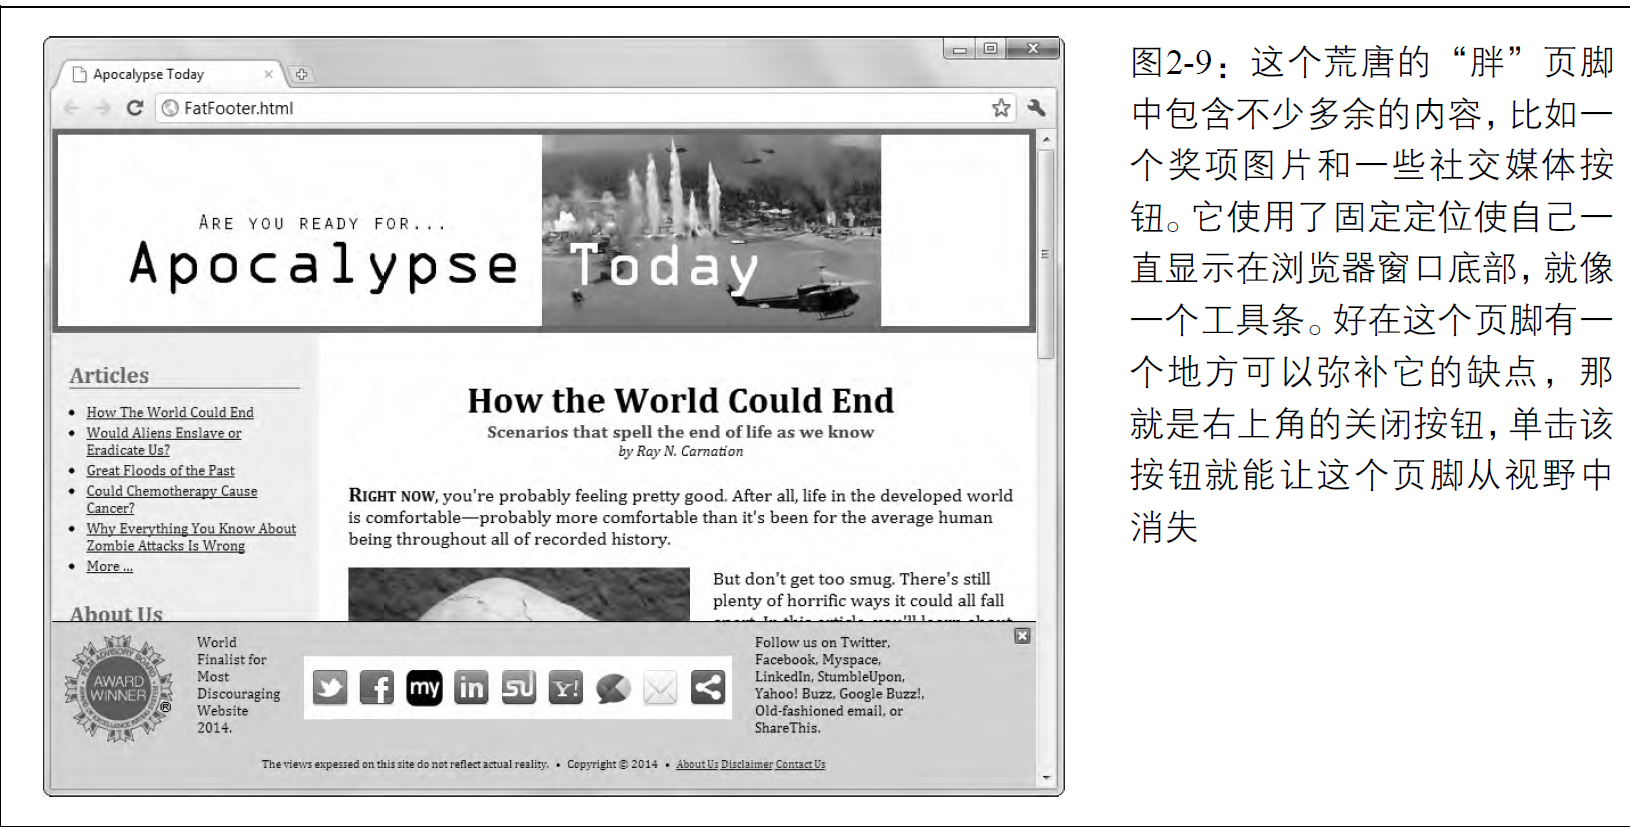 Apocalypse Today
FatFooter.html
ARE YOU READY FOR...
Apocalypse Today
Articles
How The World Could End
Would Aliens Enslave or
Eradicate Us?
Great Floods of the Past
Could Chemotherapy Cause
Cancer?
Why Everything You Know About
Zombie Attacks Is Wrong
More ...
About Us
How the World Could End
Scenarios that spell the end of life as we know
by Ray N. Carnation
RIGHT NOW, you're probably feeling pretty good. After all, life in the developed world
is comfortable—probably more comfortable than it's been for the average human
being throughout all of recorded history.
But don't get too smug. There's still
plenty of horrific ways it could all fall
apart. In this article, you'll learn about
FILM ADVISORY BOARD
AWARD
WINNER
®
World
Finalist for
Most
Discouraging
Website
2014.
my
in
Y!
Follow us on Twitter,
Facebook, Myspace,
LinkedIn, StumbleUpon,
Yahoo! Buzz, Google Buzz!,
Old-fashioned email, or
ShareThis.
The views expessed on this site do not reflect actual reality. • Copyright © 2014 • About Us Disclaimer Contact Us
图2-9：这个荒唐的“胖”页脚
中包含不少多余的内容，比如一
个奖项图片和一些社交媒体按
钮。它使用了固定定位使自己一
直显示在浏览器窗口底部，就像
一个工具条。好在这个页脚有一
个地方可以弥补它的缺点，那
就是右上角的关闭按钮，单击该
按钮就能让这个页脚从视野中
消失